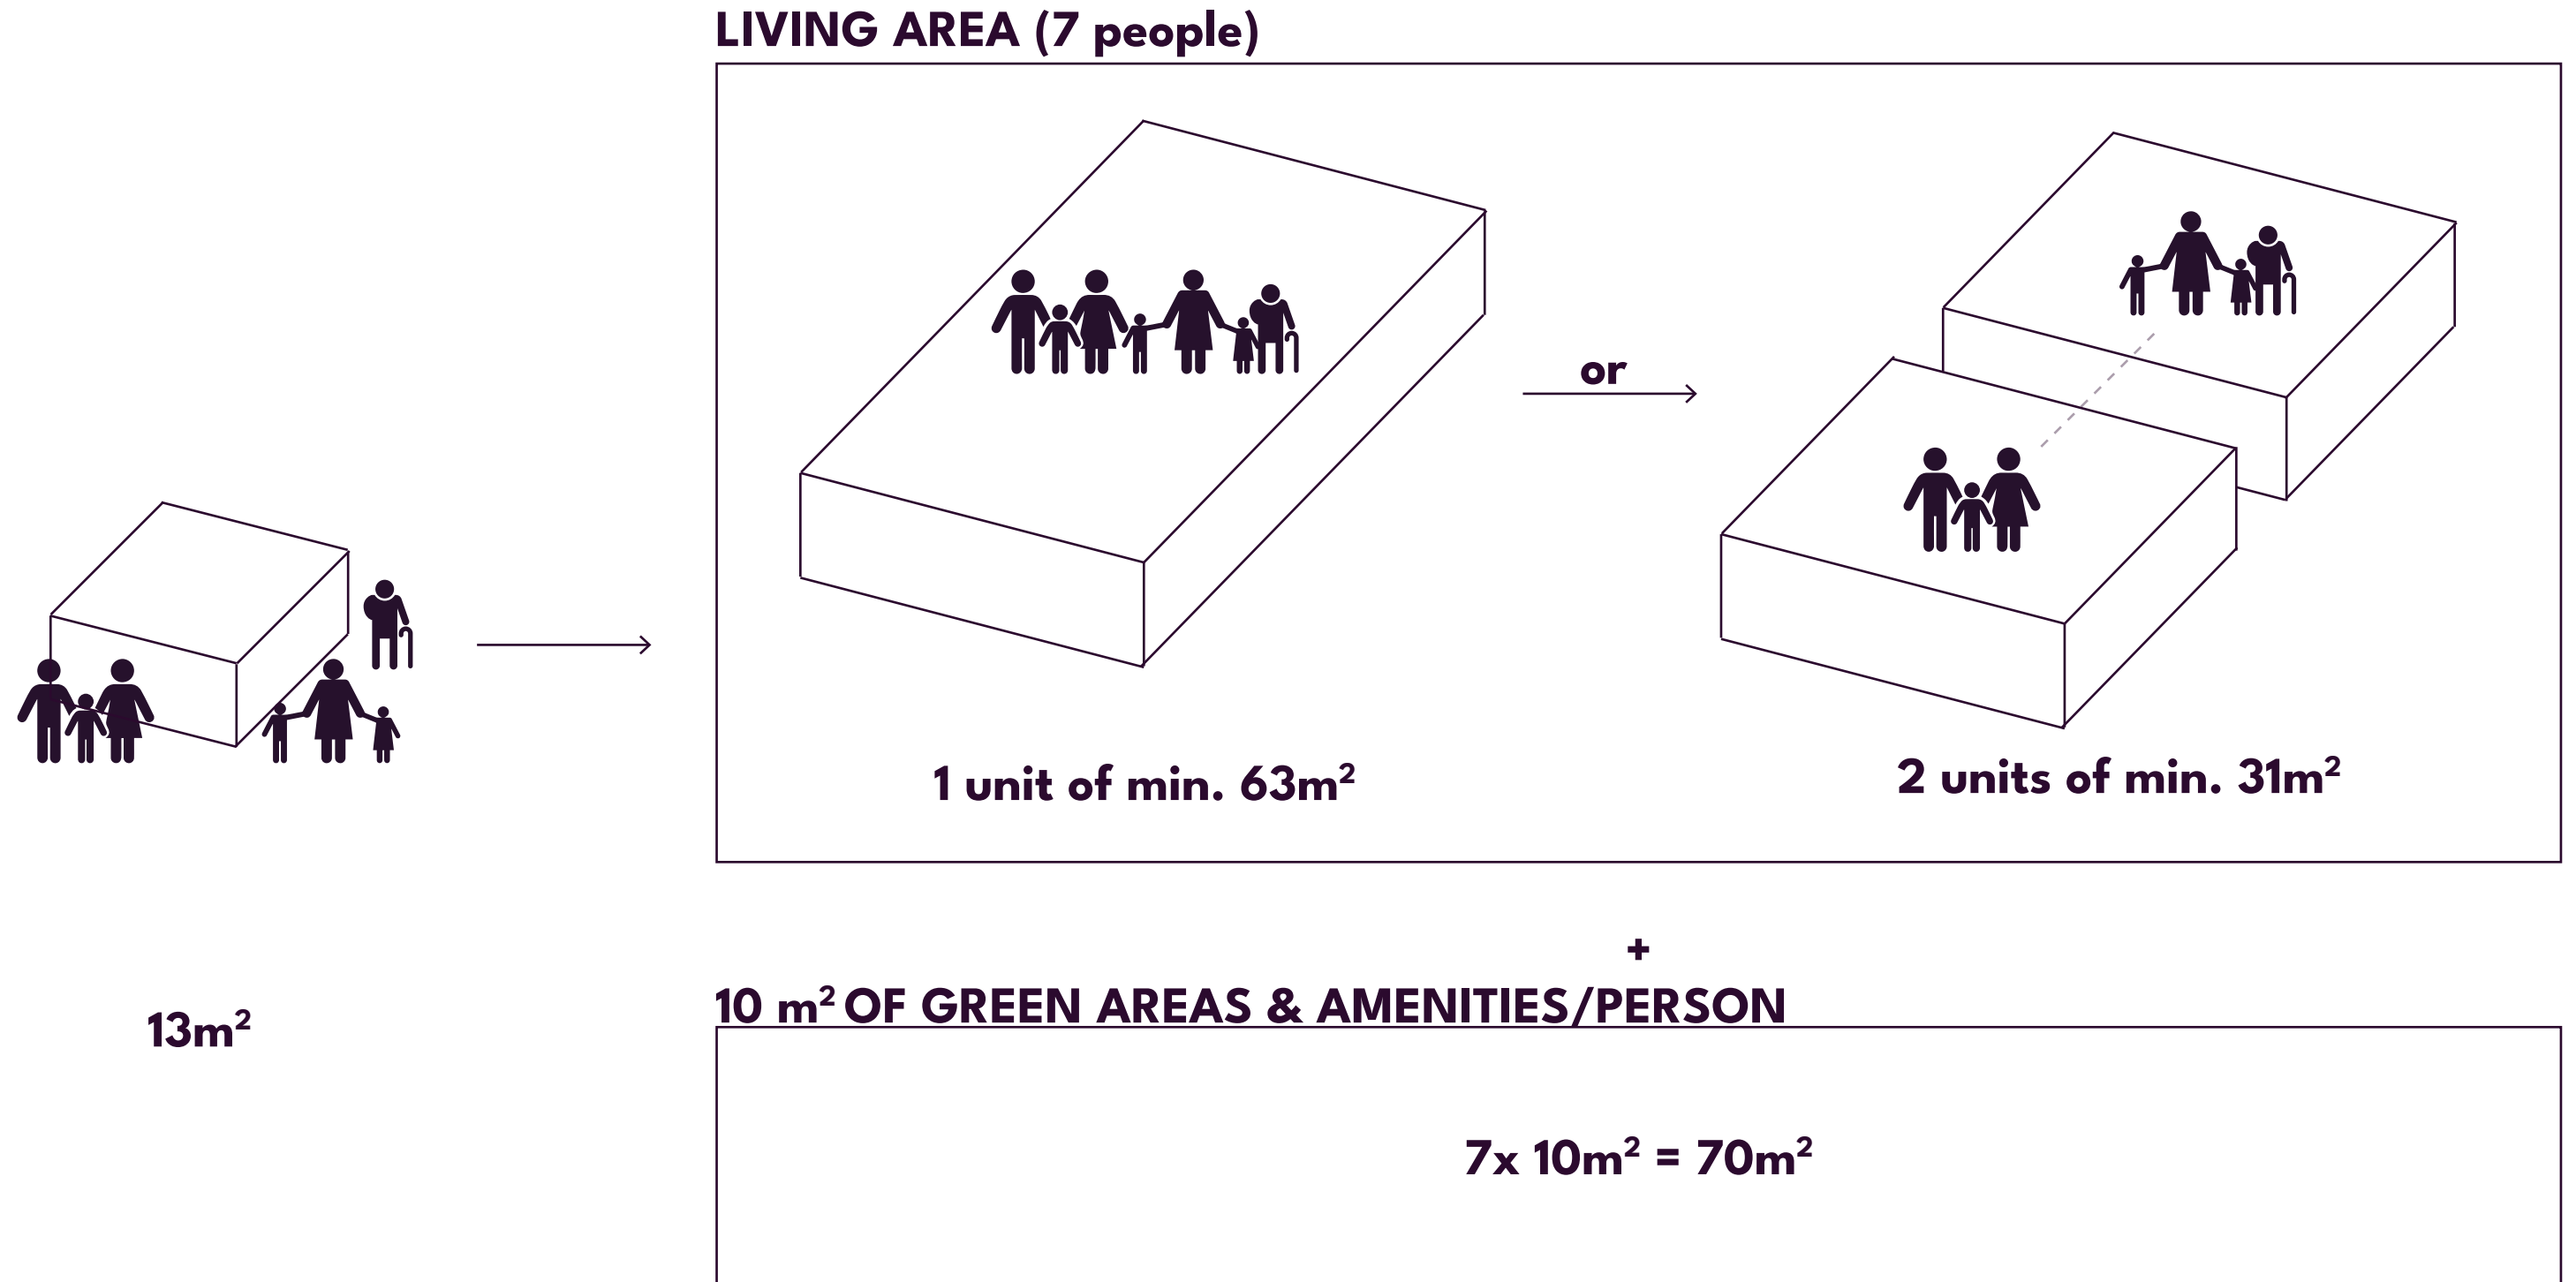 LIVING AREA (7 people)
or
1 unit of min. 63m²
2 units of min. 31m²
+
10 m² OF GREEN AREAS & AMENITIES/PERSON
13m²
7x 10m² = 70m²